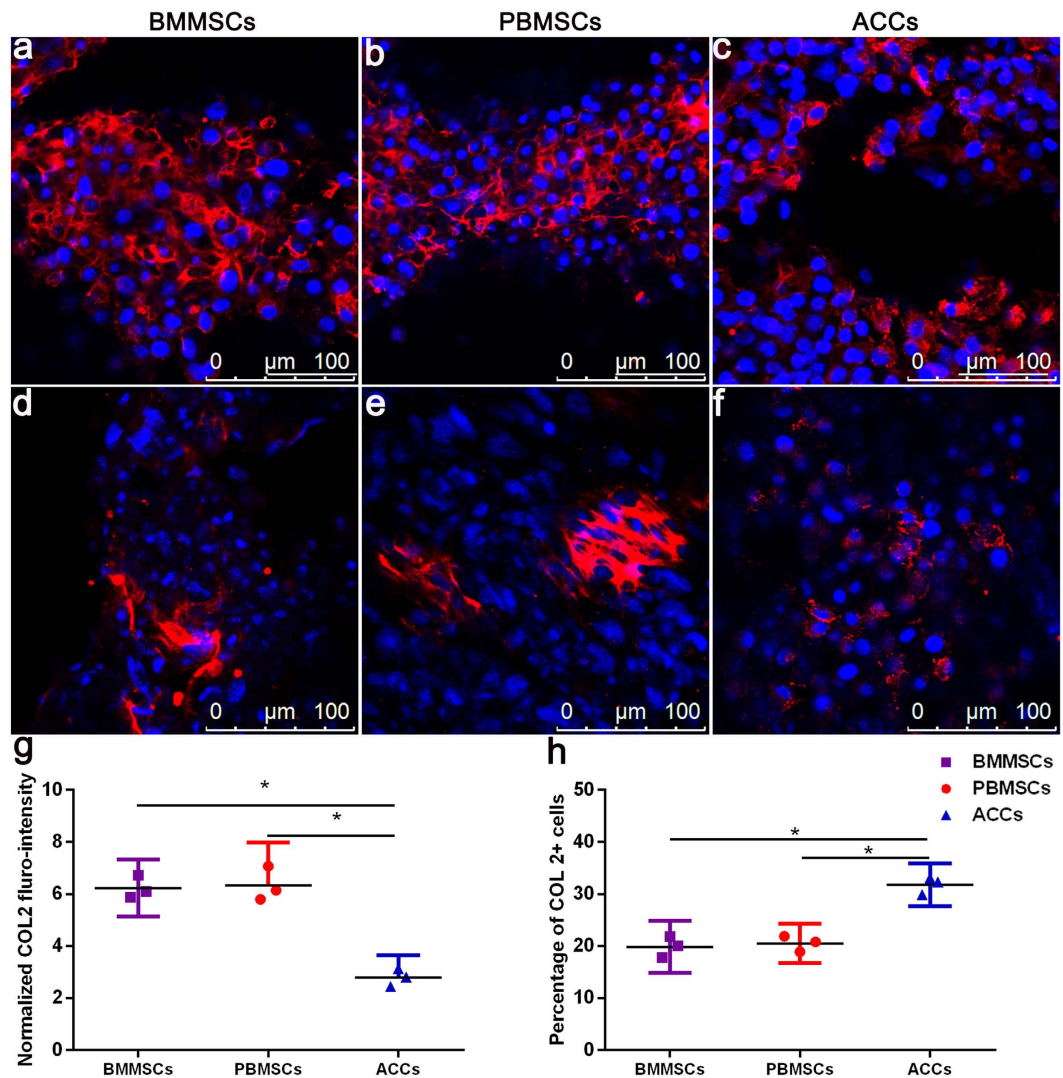 BMMSCs PBMSCs ACCs
a b c
0 µm 100 0 µm 100 0 µm 100
d e f
0 µm 100 0 µm 100 0 µm 100
g
Normalized COL2 fluro-intensity
10
8
6
4
2
0
* *
BMMSCs PBMSCs ACCs
h
Percentage of COL 2+ cells
50
40
30
20
10
0
* *
BMMSCs
PBMSCs
ACCs
BMMSCs PBMSCs ACCs